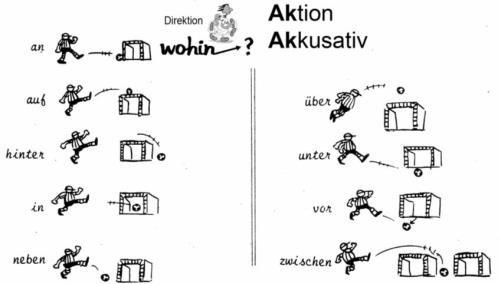 Direktion
wohin ?
Aktion
Akkusativ
an
auf
hinter
in
neben
über
unter
vor
zwischen